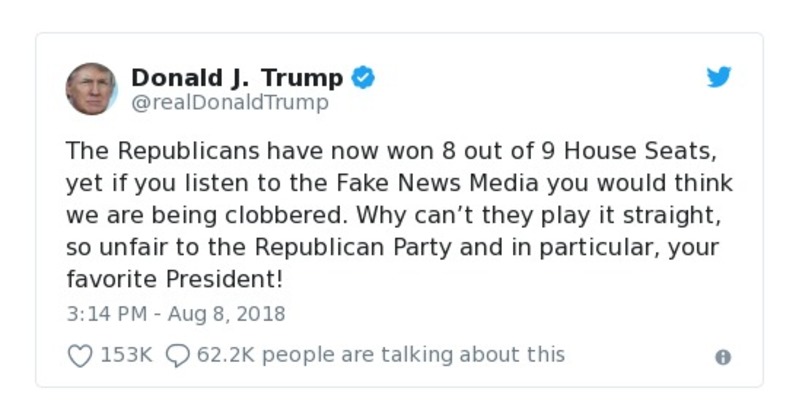 Donald J. Trump
@realDonaldTrump
The Republicans have now won 8 out of 9 House Seats,
yet if you listen to the Fake News Media you would think
we are being clobbered. Why can’t they play it straight,
so unfair to the Republican Party and in particular, your
favorite President!
3:14 PM - Aug 8, 2018
153K 62.2K people are talking about this